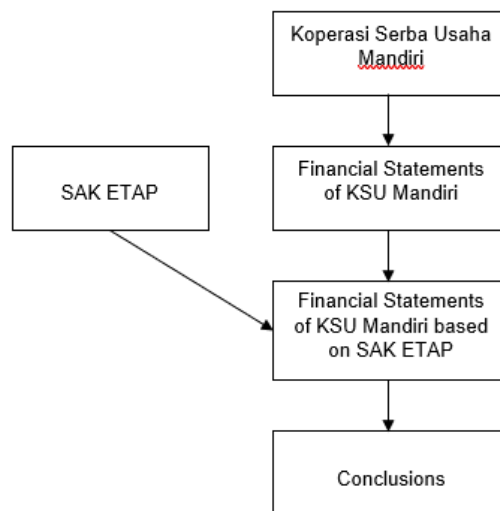 Koperasi Serba Usaha
Mandiri
Financial Statements
of KSU Mandiri
SAK ETAP
Financial Statements
of KSU Mandiri based
on SAK ETAP
Conclusions